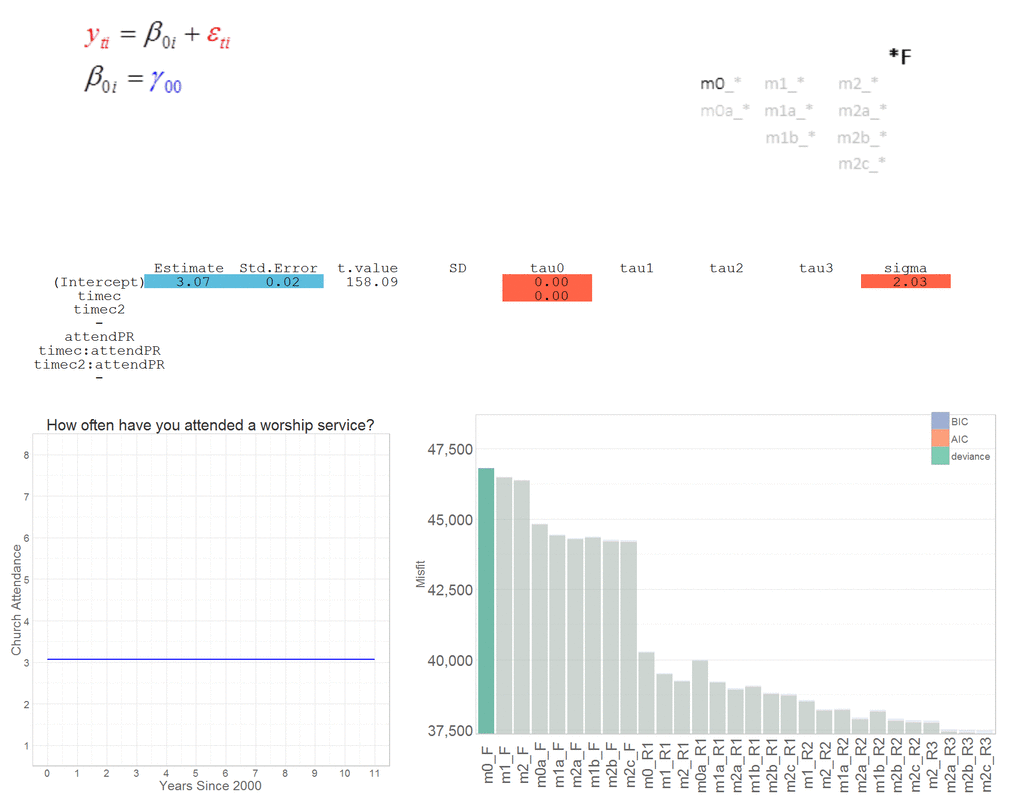 yti = β0i + εti
β0i = γ00
*F
m0_* m1_* m2_*
m0a_* m1a_* m2a_*
m1b_* m2b_*
m2c_*
Estimate Std.Error t.value SD tau0 tau1 tau2 tau3 sigma
(Intercept) 3.07 0.02 158.09 0.00 2.03
timec 0.00
timec2
-
attendPR
timec:attendPR
timec2:attendPR
-
How often have you attended a worship service?
8
7
6
5
4
3
2
1
Church Attendance
0 1 2 3 4 5 6 7 8 9 10 11
Years Since 2000
BIC
AIC
deviance
47,500
45,000
42,500
40,000
37,500
Misfit
m0_F m1_F m2_F m0a_F m1a_F m2a_F m1b_F m2b_F m2c_F m0_R1 m1_R1 m2_R1 m0a_R1 m1a_R1 m2a_R1 m1b_R1 m2b_R1 m2c_R1 m1_R2 m2_R2 m1a_R2 m2a_R2 m1b_R2 m2b_R2 m2c_R2 m2_R3 m2a_R3 m2b_R3 m2c_R3